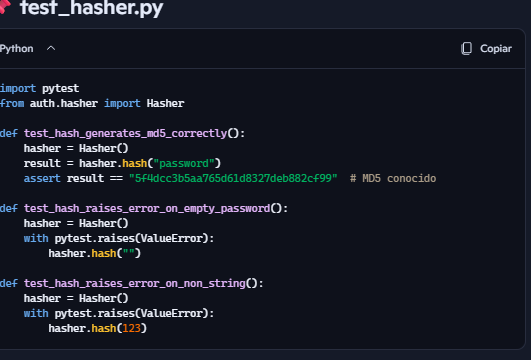 📌 test_hasher.py
Python
Copiar
import pytest
from auth.hasher import Hasher
def test_hash_generates_md5_correctly():
    hasher = Hasher()
    result = hasher.hash("password")
    assert result == "5f4dcc3b5aa765d61d8327deb882cf99"  # MD5 conocido
def test_hash_raises_error_on_empty_password():
    hasher = Hasher()
    with pytest.raises(ValueError):
        hasher.hash("")
def test_hash_raises_error_on_non_string():
    hasher = Hasher()
    with pytest.raises(ValueError):
        hasher.hash(123)